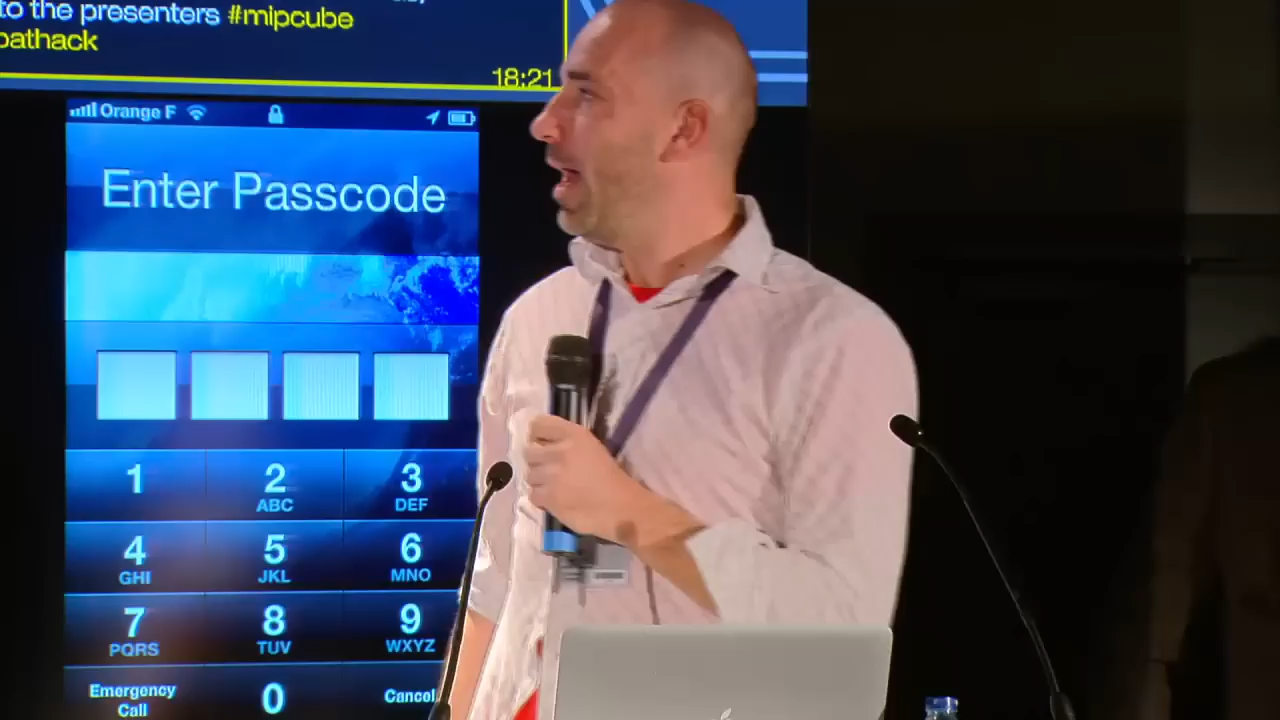 to the presenters #mipcube
pathack
18:21
Orange F
Enter Passcode
1
2
3
ABC
DEF
4
5
6
GHI
JKL
MNO
7
8
9
PQRS
TUV
WXYZ
Emergency
Call
0
Cancel